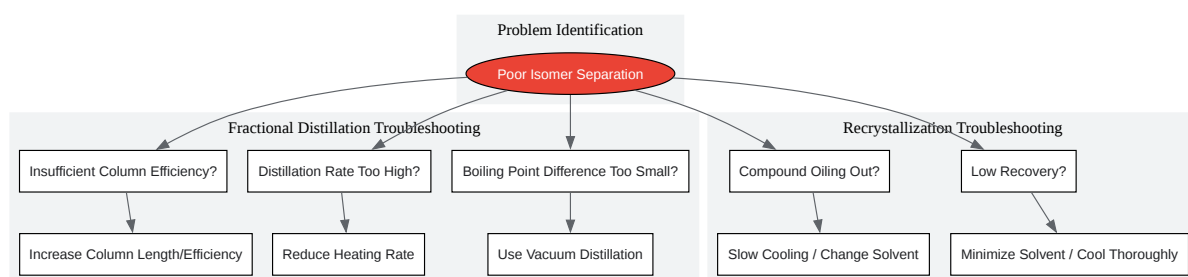 Problem Identification
Poor Isomer Separation
Fractional Distillation Troubleshooting
Recrystallization Troubleshooting
Insufficient Column Efficiency?
Distillation Rate Too High?
Boiling Point Difference Too Small?
Compound Oiling Out?
Low Recovery?
Increase Column Length/Efficiency
Reduce Heating Rate
Use Vacuum Distillation
Slow Cooling / Change Solvent
Minimize Solvent / Cool Thoroughly